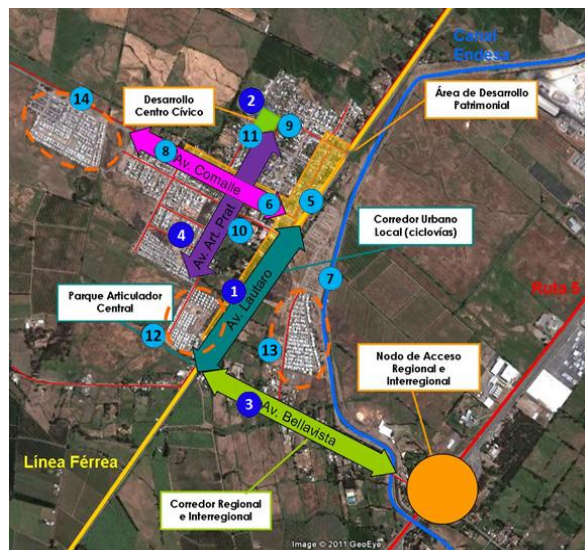 Canal
Endesa
14
Desarrollo
Centro Cívico
2
Área de Desarrollo
Patrimonial
11
9
8
Av. Comalle
6
5
Av. Art. Prat
4
10
Corredor Urbano
Local (ciclovías)
7
Ruta 5
1
Av. Lautaro
Parque Articulador
Central
12
13
Nodo de Acceso
Regional e
Interregional
3
Av. Bellavista
Línea Férrea
Corredor Regional
e Interregional
Image © 2011 GeoEye